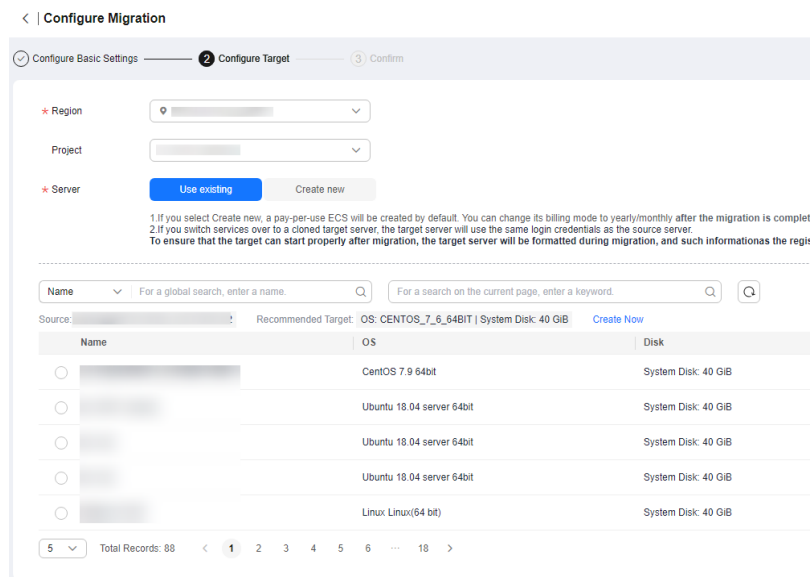 Configure Migration
Configure Basic Settings 2 Configure Target 3 Confirm
* Region
Project
* Server Use existing Create new
1.If you select Create new, a pay-per-use ECS will be created by default. You can change its billing mode to yearly/monthly after the migration is complet
2.If you switch services over to a cloned target server, the target server will use the same login credentials as the source server.
To ensure that the target can start properly after migration, the target server will be formatted during migration, and such informationas the regis
Name For a global search, enter a name. For a search on the current page, enter a keyword.
Source: Recommended Target: OS: CENTOS_7_6_64BIT | System Disk: 40 GiB Create Now
Name OS Disk
CentOS 7.9 64bit System Disk: 40 GiB
Ubuntu 18.04 server 64bit System Disk: 40 GiB
Ubuntu 18.04 server 64bit System Disk: 40 GiB
Ubuntu 18.04 server 64bit System Disk: 40 GiB
Linux Linux(64 bit) System Disk: 40 GiB
5 Total Records: 88 < 1 2 3 4 5 6 ... 18 >